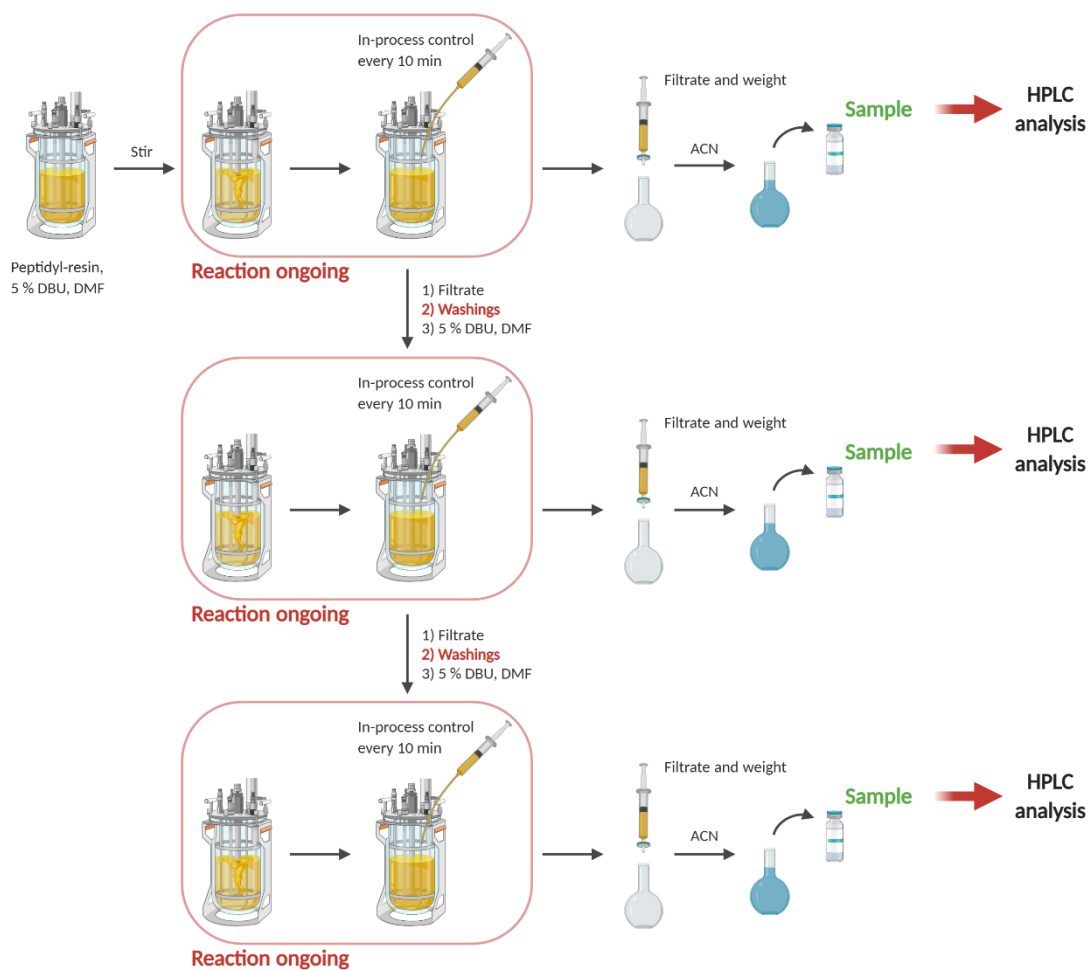 In-process control
every 10 min
Filtrate and weight
Sample
HPLC
analysis
Stir
ACN
Peptidyl-resin,
5 % DBU, DMF
Reaction ongoing
1) Filtrate
2) Washings
3) 5 % DBU, DMF
In-process control
every 10 min
Filtrate and weight
Sample
HPLC
analysis
ACN
Reaction ongoing
1) Filtrate
2) Washings
3) 5 % DBU, DMF
In-process control
every 10 min
Filtrate and weight
Sample
HPLC
analysis
ACN
Reaction ongoing